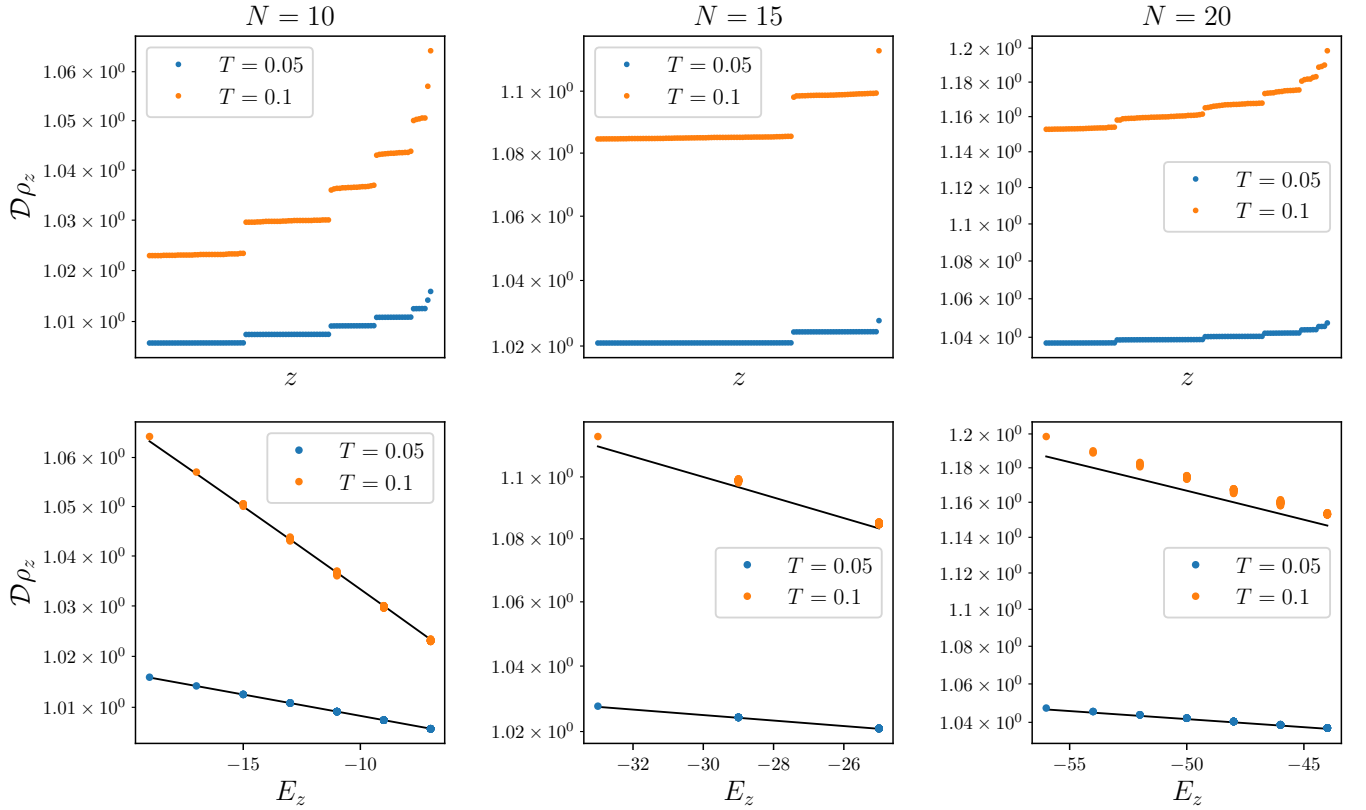 N = 10
N = 15
N = 20
𝒟ρ_z
1.06 × 10⁰
1.05 × 10⁰
1.04 × 10⁰
1.03 × 10⁰
1.02 × 10⁰
1.01 × 10⁰
T = 0.05
T = 0.1
z
1.1 × 10⁰
1.08 × 10⁰
1.06 × 10⁰
1.04 × 10⁰
1.02 × 10⁰
T = 0.05
T = 0.1
z
1.2 × 10⁰
1.18 × 10⁰
1.16 × 10⁰
1.14 × 10⁰
1.12 × 10⁰
1.1 × 10⁰
1.08 × 10⁰
1.06 × 10⁰
1.04 × 10⁰
T = 0.05
T = 0.1
z
𝒟ρ_z
1.06 × 10⁰
1.05 × 10⁰
1.04 × 10⁰
1.03 × 10⁰
1.02 × 10⁰
1.01 × 10⁰
T = 0.05
T = 0.1
−15 −10
E_z
1.1 × 10⁰
1.08 × 10⁰
1.06 × 10⁰
1.04 × 10⁰
1.02 × 10⁰
T = 0.05
T = 0.1
−32 −30 −28 −26
E_z
1.2 × 10⁰
1.18 × 10⁰
1.16 × 10⁰
1.14 × 10⁰
1.12 × 10⁰
1.1 × 10⁰
1.08 × 10⁰
1.06 × 10⁰
1.04 × 10⁰
T = 0.05
T = 0.1
−55 −50 −45
E_z